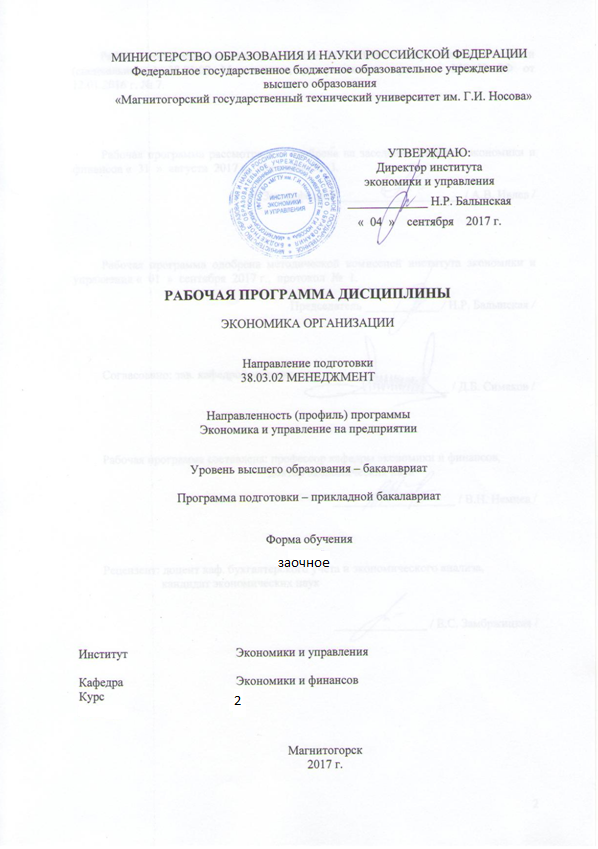 МИНИСТЕРСТВО ОБРАЗОВАНИЯ И НАУКИ РОССИЙСКОЙ ФЕДЕРАЦИИ
Федеральное государственное бюджетное образовательное учреждение
высшего образования
«Магнитогорский государственный технический университет им. Г.И. Носова»
УТВЕРЖДАЮ:
Директор института
экономики и управления
ИНСТИТУТ
ЭКОНОМИКИ
И УПРАВЛЕНИЯ
Н.Р. Балынская
« 04 » сентября 2017 г.
РАБОЧАЯ ПРОГРАММА ДИСЦИПЛИНЫ
ЭКОНОМИКА ОРГАНИЗАЦИИ
Направление подготовки
38.03.02 МЕНЕДЖМЕНТ
Направленность (профиль) программы
Экономика и управление на предприятии
Уровень высшего образования – бакалавриат
Программа подготовки – прикладной бакалавриат
Форма обучения
заочное
Институт Экономики и управления
Кафедра Экономики и финансов
Курс 2
Магнитогорск
2017 г.